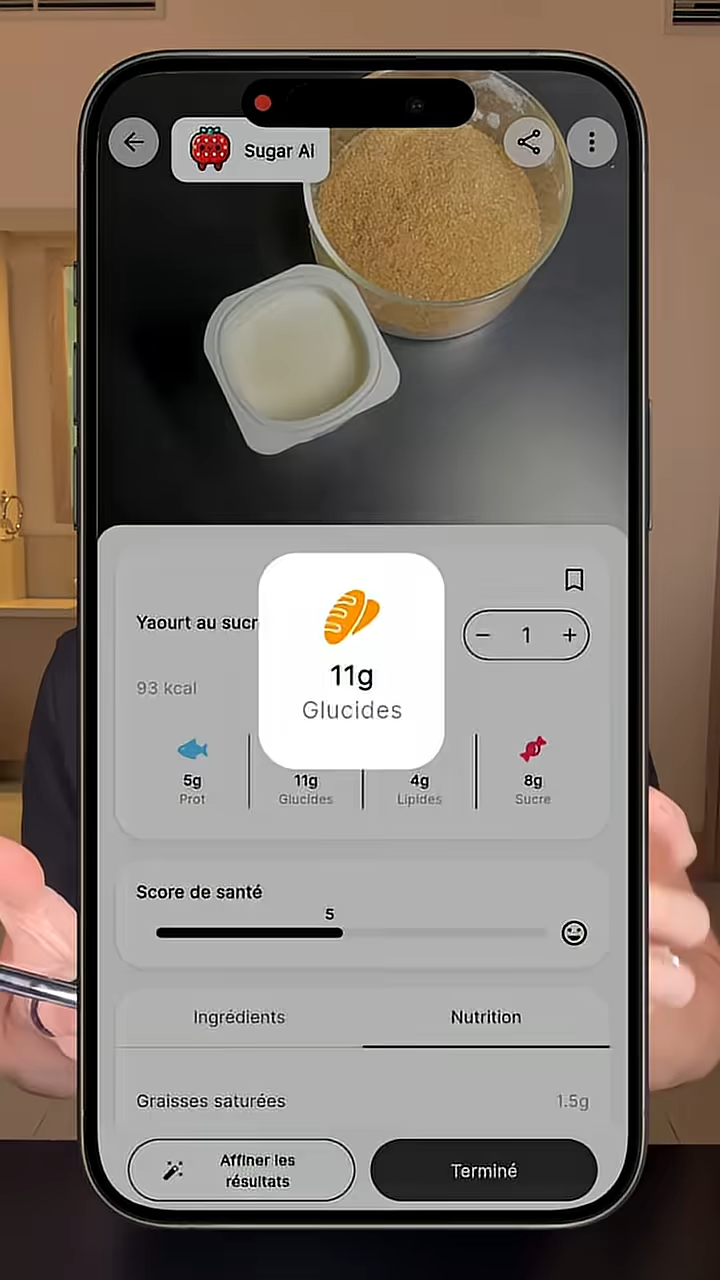 Sugar AI
Yaourt au sucr
1
93 kcal
11g
Glucides
5g
Prot
11g
Glucides
4g
Lipides
8g
Sucre
Score de santé
5
Ingrédients
Nutrition
Graisses saturées
1.5g
Affiner les
résultats
Terminé